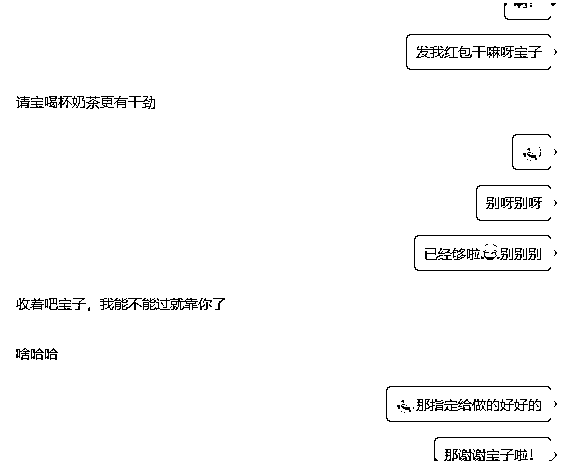 发我红包干嘛呀宝子
请宝喝杯奶茶更有干劲
别呀别呀
已经够啦别别别
收着吧宝子，我能不能过就靠你了
啥哈哈
那指定给做的好好的
那谢谢宝子啦！